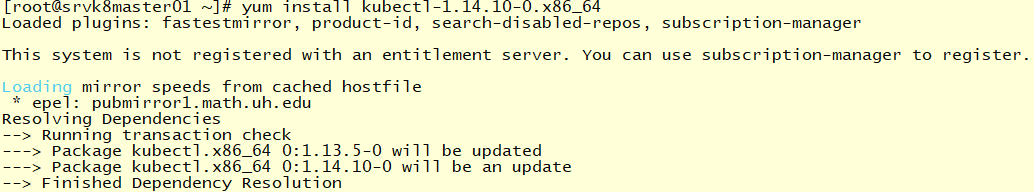 [root@srvk8master01 ~]# yum install kubectl-1.14.10-0.x86_64
Loaded plugins: fastestmirror, product-id, search-disabled-repos, subscription-manager
This system is not registered with an entitlement server. You can use subscription-manager to register.
Loading mirror speeds from cached hostfile
 * epel: pubmirror1.math.uh.edu
Resolving Dependencies
--> Running transaction check
---> Package kubectl.x86_64 0:1.13.5-0 will be updated
---> Package kubectl.x86_64 0:1.14.10-0 will be an update
--> Finished Dependency Resolution